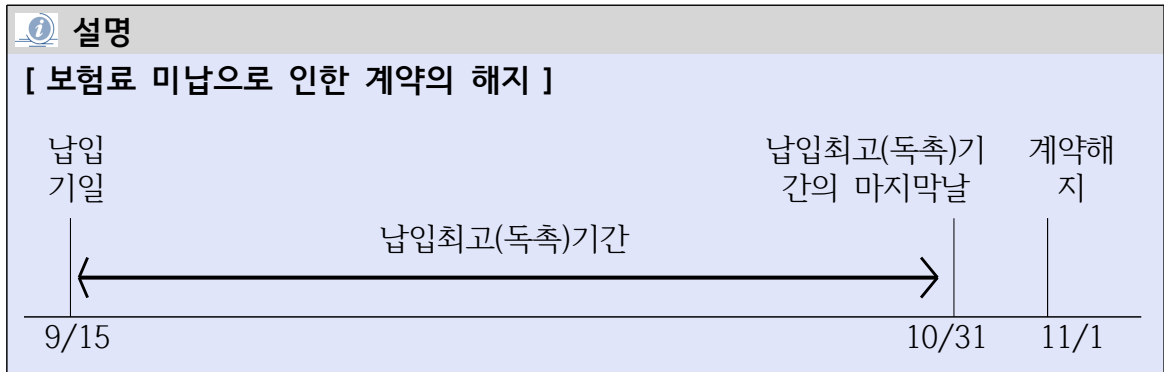 설명
[ 보험료 미납으로 인한 계약의 해지 ]
납입
기일
납입최고(독촉)기
간의 마지막날
계약해
지
납입최고(독촉)기간
9/15
10/31
11/1